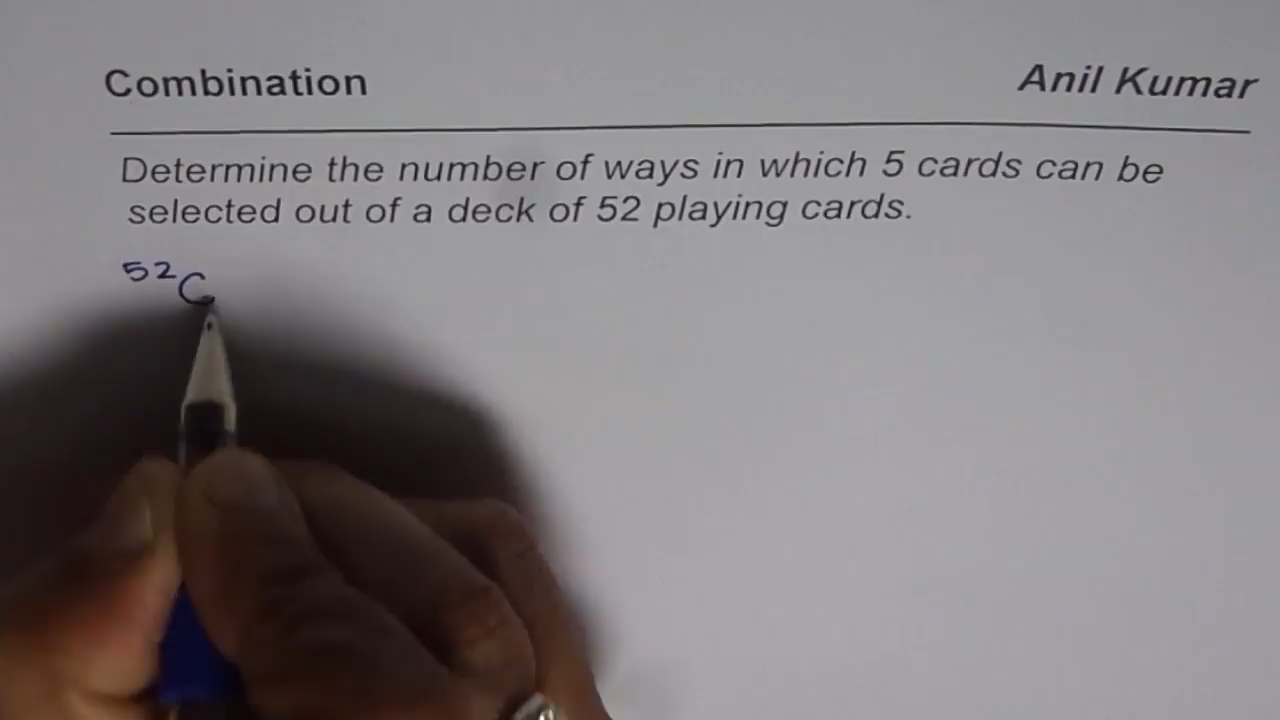 Combination Anil Kumar
Determine the number of ways in which 5 cards can be
selected out of a deck of 52 playing cards.
⁵²C